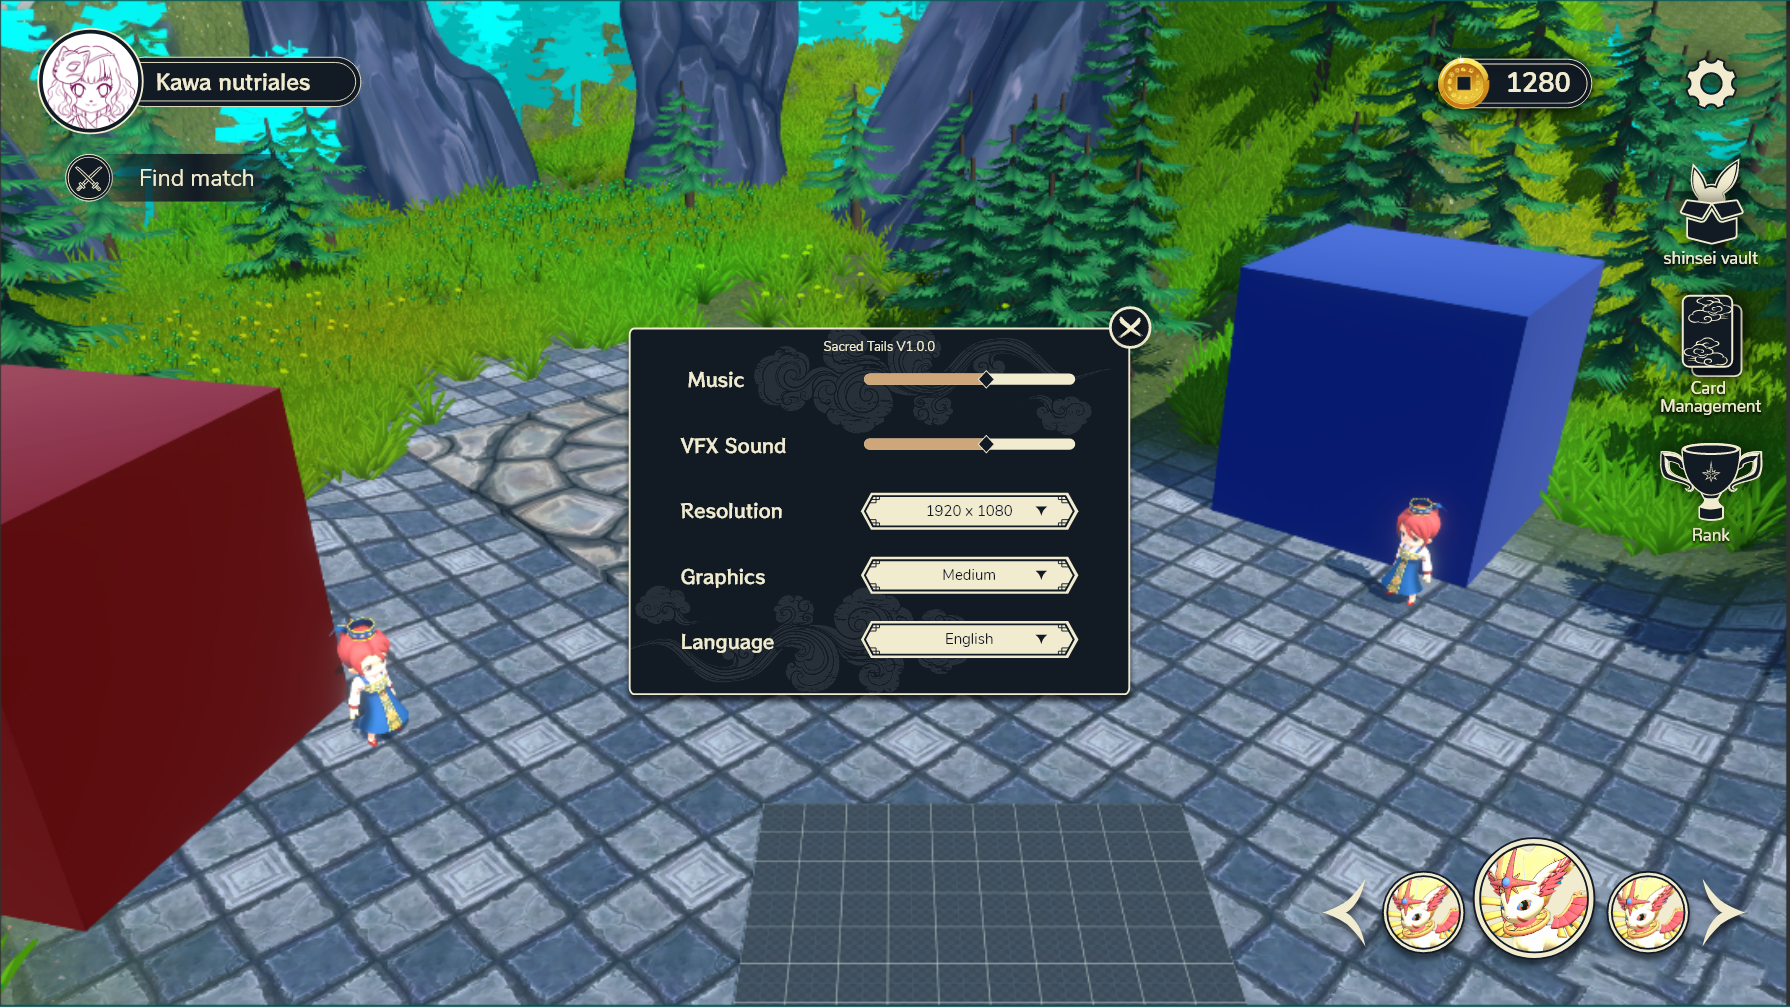 Kawa nutriales
1280
Find match
shinsei vault
Card
Management
Rank
Sacred Tails V1.0.0
Music
VFX Sound
Resolution
1920 x 1080
Graphics
Medium
Language
English